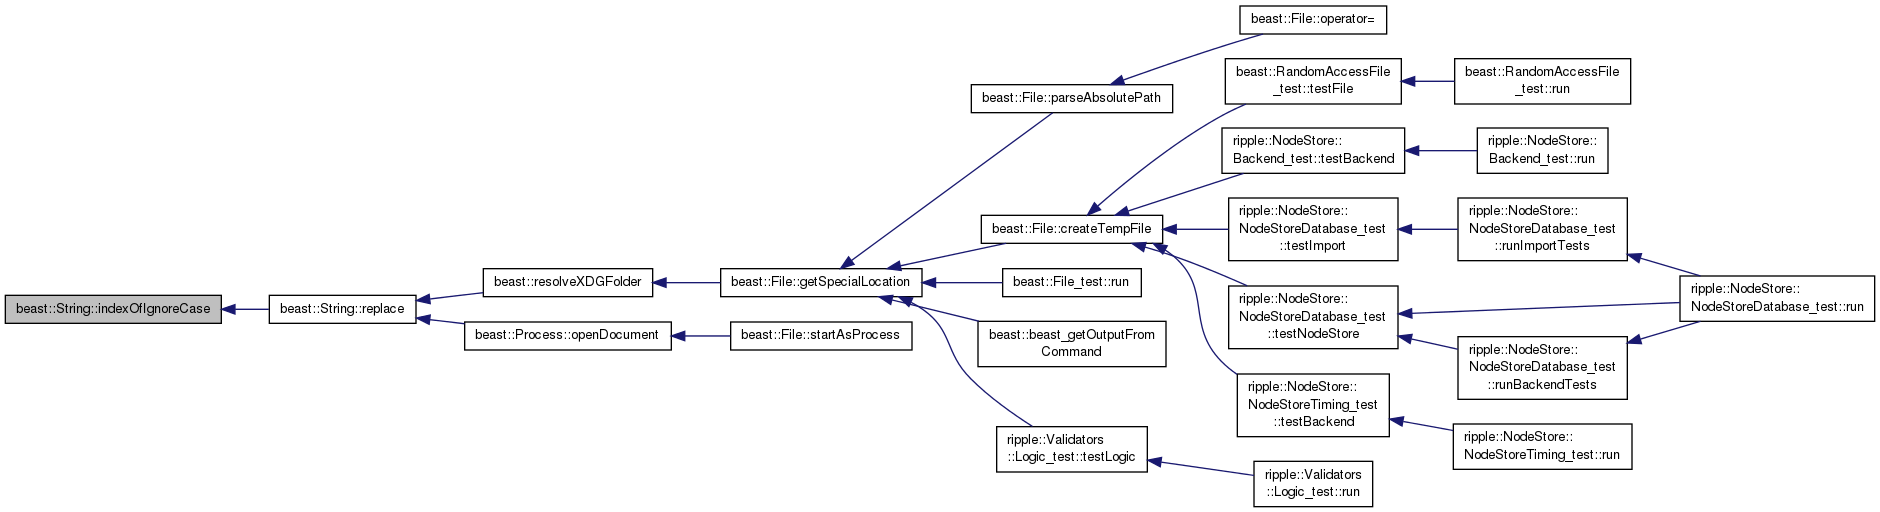 beast::File::operator=
beast::RandomAccessFile
_test::testFile
beast::RandomAccessFile
_test::run
beast::File::parseAbsolutePath
ripple::NodeStore::
Backend_test::testBackend
ripple::NodeStore::
Backend_test::run
beast::File::createTempFile
ripple::NodeStore::
NodeStoreDatabase_test
::testImport
ripple::NodeStore::
NodeStoreDatabase_test
::runImportTests
beast::String::indexOfIgnoreCase
beast::String::replace
beast::resolveXDGFolder
beast::File::getSpecialLocation
beast::File_test::run
ripple::NodeStore::
NodeStoreDatabase_test
::testNodeStore
ripple::NodeStore::
NodeStoreDatabase_test::run
beast::Process::openDocument
beast::File::startAsProcess
beast::beast_getOutputFrom
Command
ripple::NodeStore::
NodeStoreDatabase_test
::runBackendTests
ripple::NodeStore::
NodeStoreTiming_test
::testBackend
ripple::NodeStore::
NodeStoreTiming_test::run
ripple::Validators
::Logic_test::testLogic
ripple::Validators
::Logic_test::run